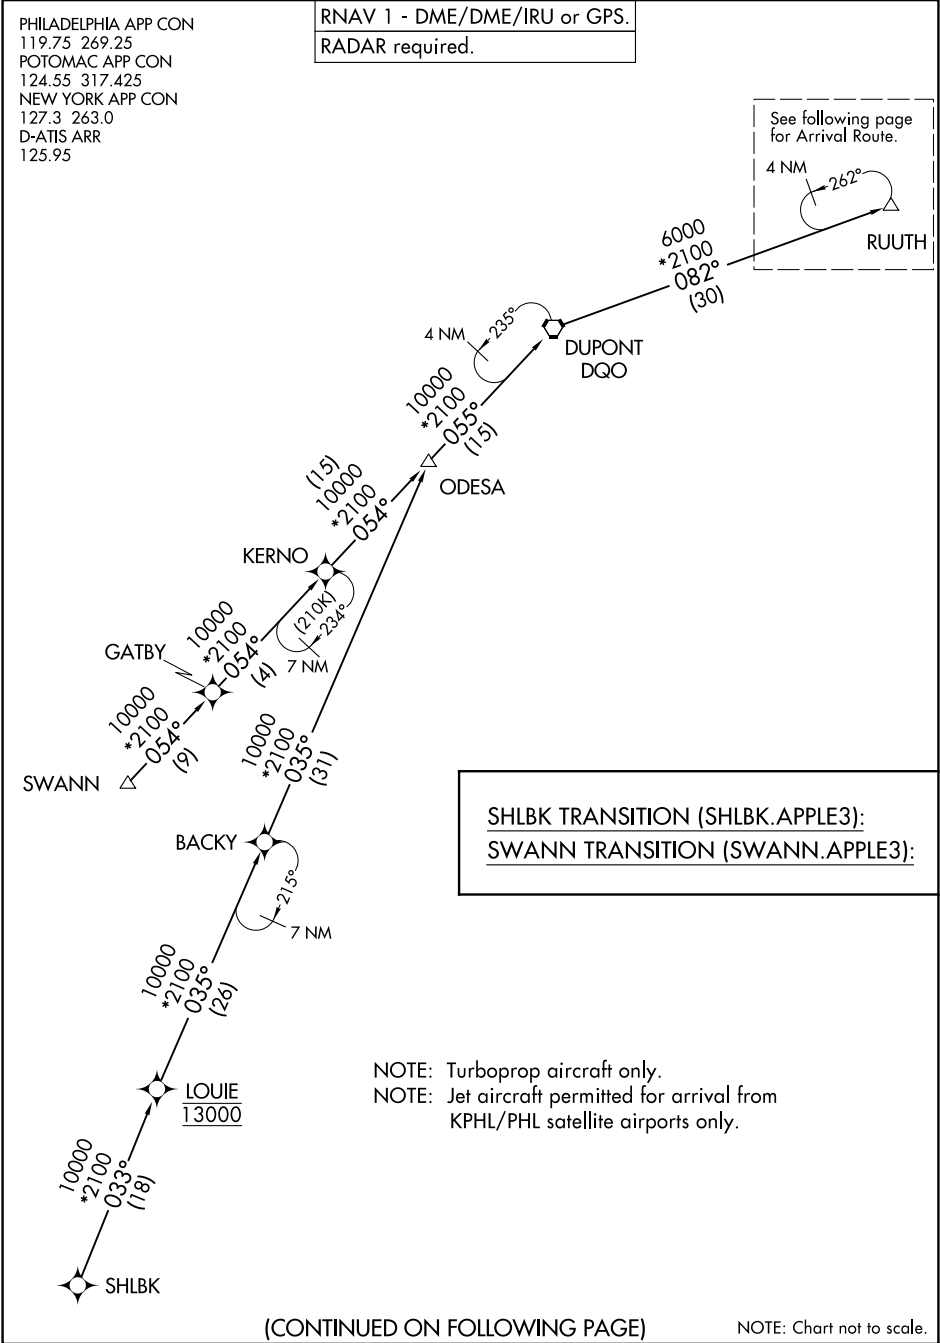 PHILADELPHIA APP CON
119.75 269.25
POTOMAC APP CON
124.55 317.425
NEW YORK APP CON
127.3 263.0
D-ATIS ARR
125.95
RNAV 1 - DME/DME/IRU or GPS.
RADAR required.
See following page
for Arrival Route.
4 NM
262°
RUUTH
6000
*2100
082°
(30)
4 NM
235°
DUPONT
DQO
10000
*2100
055°
(15)
ODESA
(15)
10000
*2100
054°
KERNO
(210K)
234°
7 NM
10000
*2100
054°
(4)
GATBY
10000
*2100
054°
(9)
SWANN
10000
*2100
035°
(31)
SHLBK TRANSITION (SHLBK.APPLE3):
SWANN TRANSITION (SWANN.APPLE3):
BACKY
215°
7 NM
10000
*2100
035°
(26)
LOUIE
13000
NOTE: Turboprop aircraft only.
NOTE: Jet aircraft permitted for arrival from
KPHL/PHL satellite airports only.
10000
*2100
033°
(18)
SHLBK
(CONTINUED ON FOLLOWING PAGE)
NOTE: Chart not to scale.